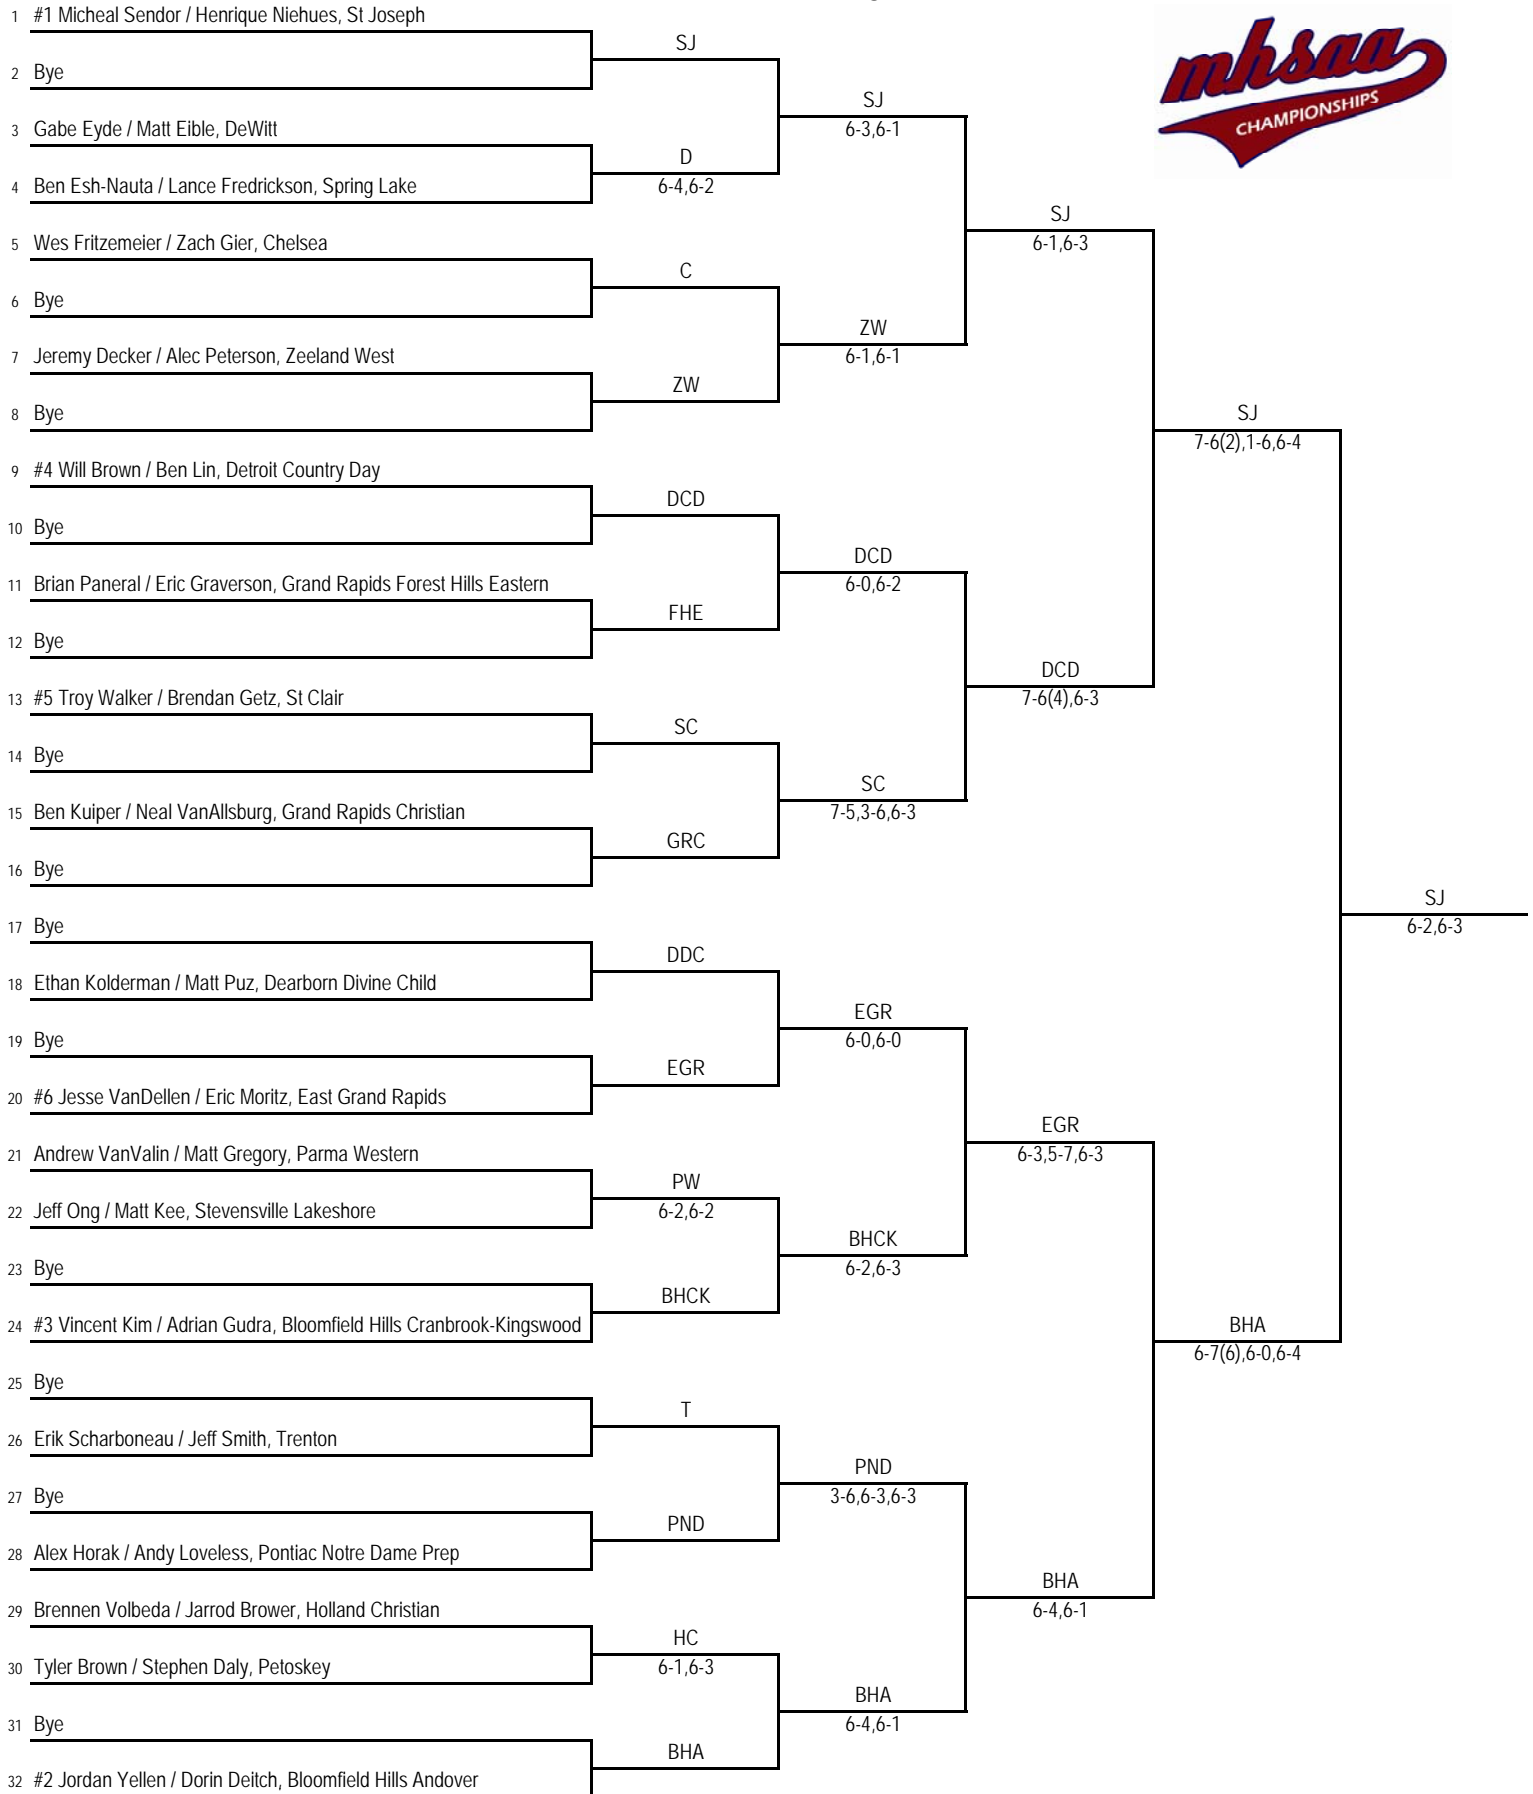 mhsaa
CHAMPIONSHIPS
1 #1 Micheal Sendor / Henrique Niehues, St Joseph
SJ
2 Bye
SJ
6-3,6-1
3 Gabe Eyde / Matt Eible, DeWitt
D
6-4,6-2
4 Ben Esh-Nauta / Lance Fredrickson, Spring Lake
SJ
6-1,6-3
5 Wes Fritzemeier / Zach Gier, Chelsea
C
6 Bye
ZW
6-1,6-1
7 Jeremy Decker / Alec Peterson, Zeeland West
ZW
8 Bye
SJ
7-6(2),1-6,6-4
9 #4 Will Brown / Ben Lin, Detroit Country Day
DCD
10 Bye
DCD
6-0,6-2
11 Brian Paneral / Eric Graverson, Grand Rapids Forest Hills Eastern
FHE
12 Bye
DCD
7-6(4),6-3
13 #5 Troy Walker / Brendan Getz, St Clair
SC
14 Bye
SC
7-5,3-6,6-3
15 Ben Kuiper / Neal VanAllsburg, Grand Rapids Christian
GRC
16 Bye
SJ
6-2,6-3
17 Bye
DDC
18 Ethan Kolderman / Matt Puz, Dearborn Divine Child
EGR
6-0,6-0
19 Bye
EGR
20 #6 Jesse VanDellen / Eric Moritz, East Grand Rapids
EGR
6-3,5-7,6-3
21 Andrew VanValin / Matt Gregory, Parma Western
PW
6-2,6-2
22 Jeff Ong / Matt Kee, Stevensville Lakeshore
BHCK
6-2,6-3
23 Bye
BHCK
24 #3 Vincent Kim / Adrian Gudra, Bloomfield Hills Cranbrook-Kingswood
BHA
6-7(6),6-0,6-4
25 Bye
T
26 Erik Scharboneau / Jeff Smith, Trenton
PND
3-6,6-3,6-3
27 Bye
PND
28 Alex Horak / Andy Loveless, Pontiac Notre Dame Prep
BHA
6-4,6-1
29 Brennen Volbeda / Jarrod Brower, Holland Christian
HC
6-1,6-3
30 Tyler Brown / Stephen Daly, Petoskey
BHA
6-4,6-1
31 Bye
BHA
32 #2 Jordan Yellen / Dorin Deitch, Bloomfield Hills Andover